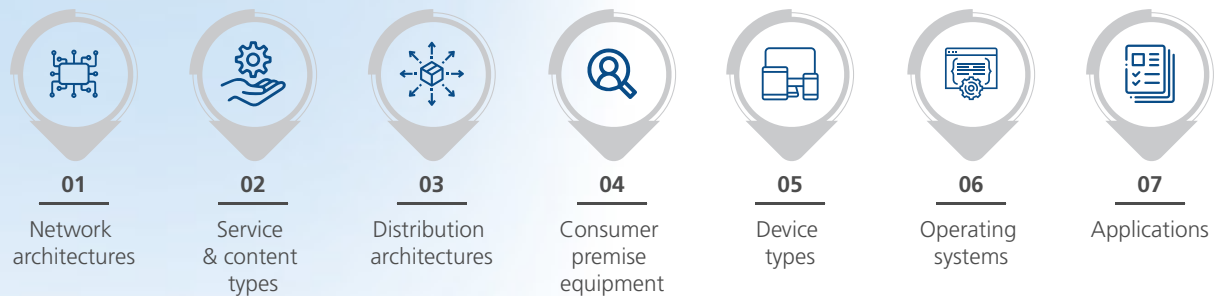 01
Network
architectures
02
Service
& content
types
03
Distribution
architectures
04
Consumer
premise
equipment
05
Device
types
06
Operating
systems
07
Applications